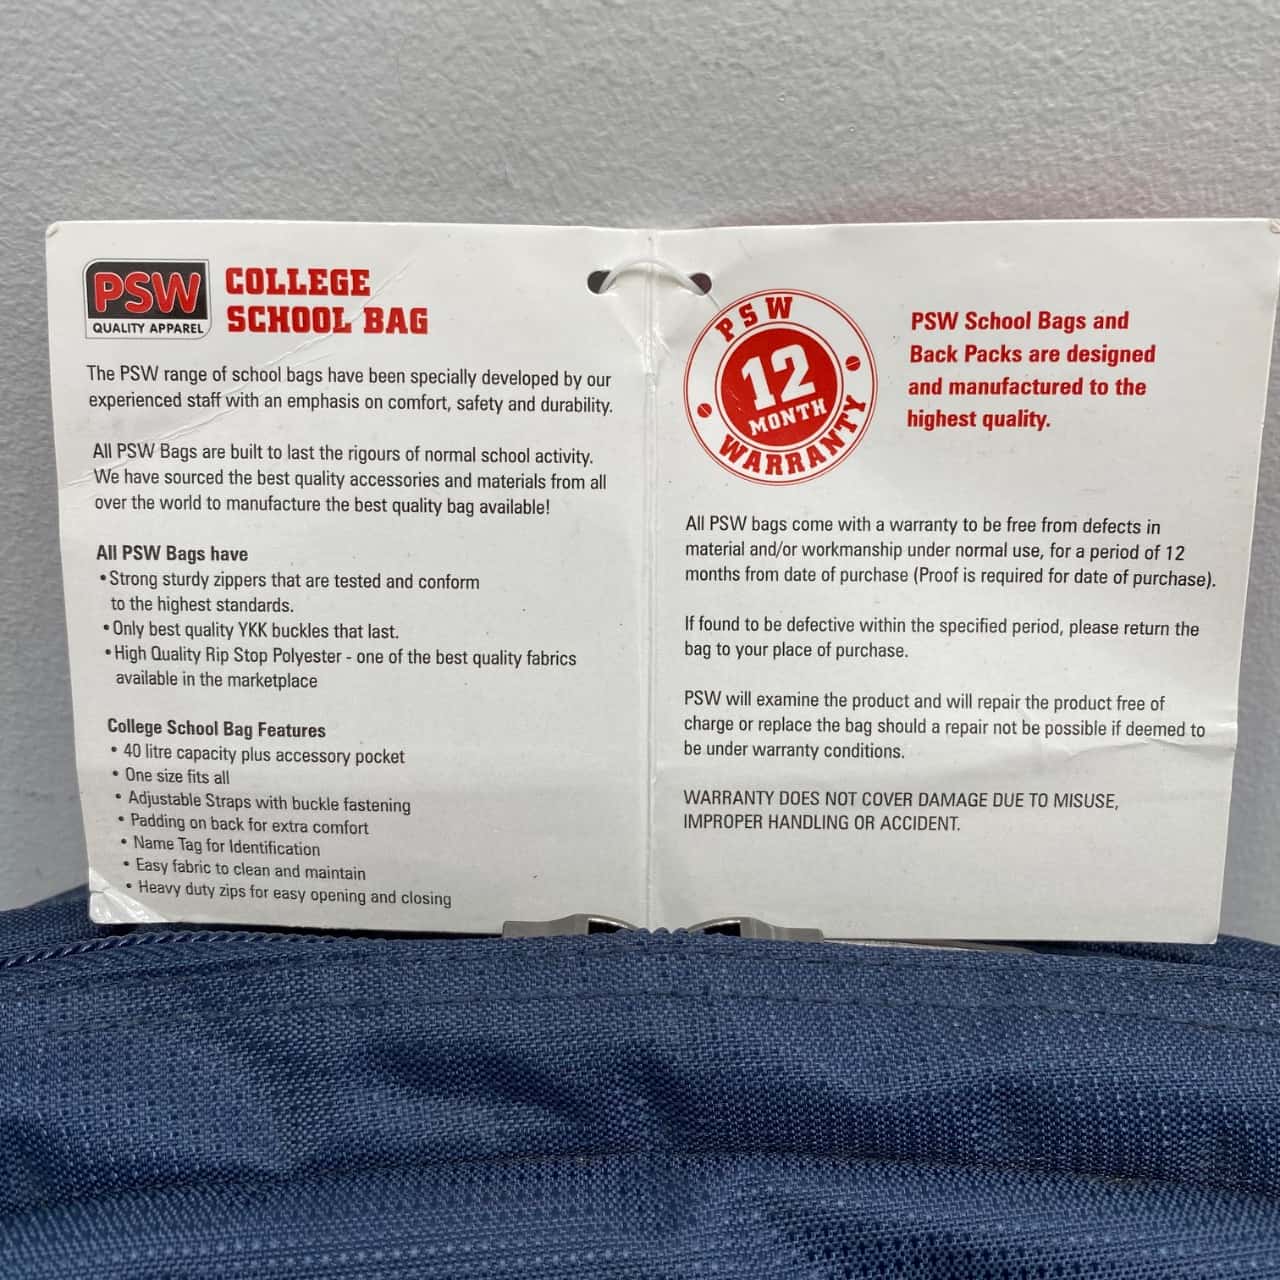 PSW
QUALITY APPAREL
COLLEGE
SCHOOL BAG
The PSW range of school bags have been specially developed by our
experienced staff with an emphasis on comfort, safety and durability.
All PSW Bags are built to last the rigours of normal school activity.
We have sourced the best quality accessories and materials from all
over the world to manufacture the best quality bag available!
All PSW Bags have
• Strong sturdy zippers that are tested and conform
to the highest standards.
• Only best quality YKK buckles that last.
• High Quality Rip Stop Polyester - one of the best quality fabrics
available in the marketplace
College School Bag Features
• 40 litre capacity plus accessory pocket
• One size fits all
• Adjustable Straps with buckle fastening
• Padding on back for extra comfort
• Name Tag for Identification
• Easy fabric to clean and maintain
• Heavy duty zips for easy opening and closing
PSW
12
MONTH
WARRANTY
PSW School Bags and
Back Packs are designed
and manufactured to the
highest quality.
All PSW bags come with a warranty to be free from defects in
material and/or workmanship under normal use, for a period of 12
months from date of purchase (Proof is required for date of purchase).
If found to be defective within the specified period, please return the
bag to your place of purchase.
PSW will examine the product and will repair the product free of
charge or replace the bag should a repair not be possible if deemed to
be under warranty conditions.
WARRANTY DOES NOT COVER DAMAGE DUE TO MISUSE,
IMPROPER HANDLING OR ACCIDENT.